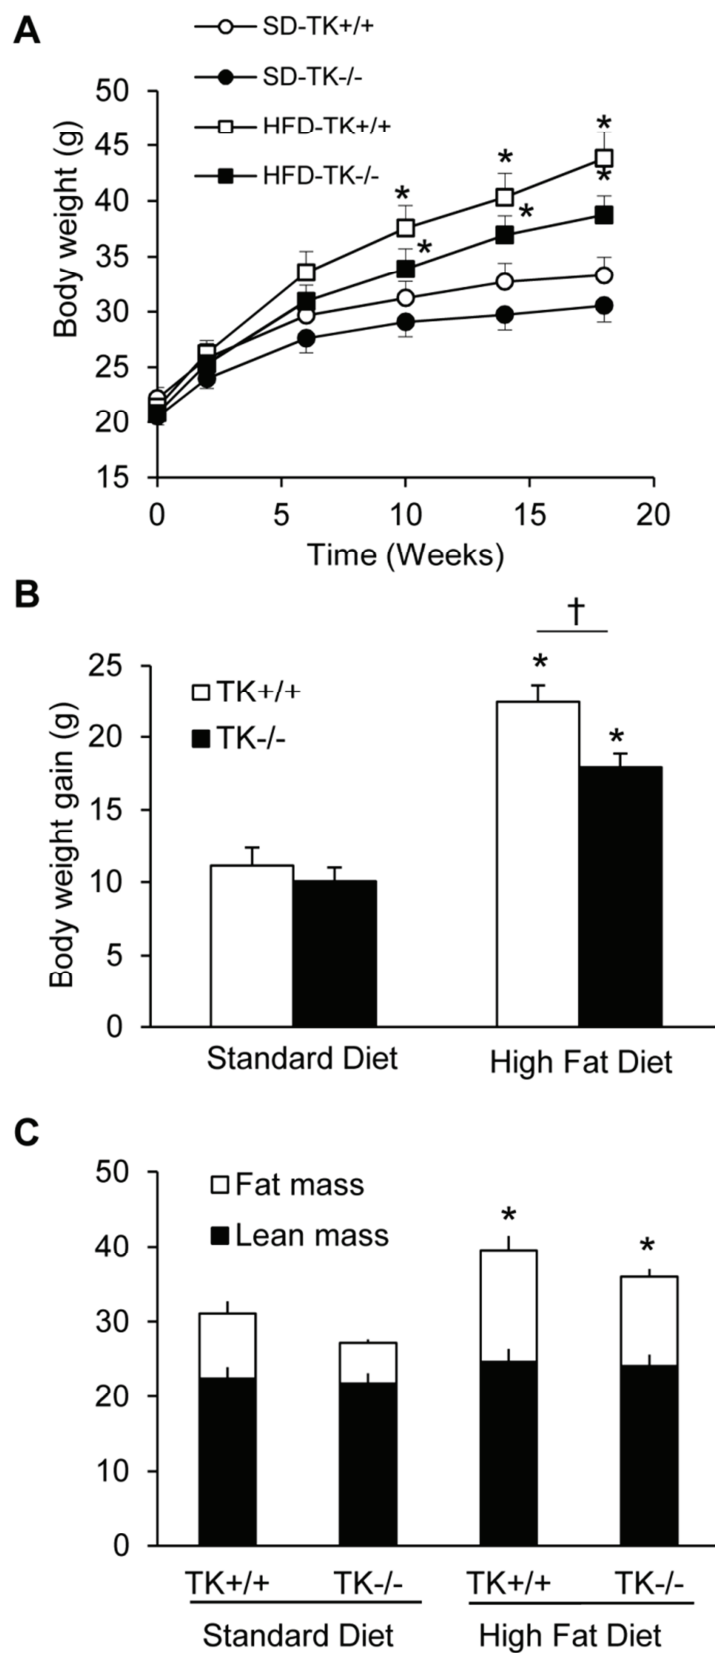 A
SD-TK+/+
SD-TK-/-
HFD-TK+/+
HFD-TK-/-
Body weight (g)
50
45
40
35
30
25
20
15
* * *
* * *
0 5 10 15 20
Time (Weeks)
B
†
* *
TK+/+
TK-/-
Body weight gain (g)
25
20
15
10
5
0
Standard Diet High Fat Diet
C
Fat mass
Lean mass
* *
50
40
30
20
10
0
TK+/+ TK-/- TK+/+ TK-/-
Standard Diet High Fat Diet